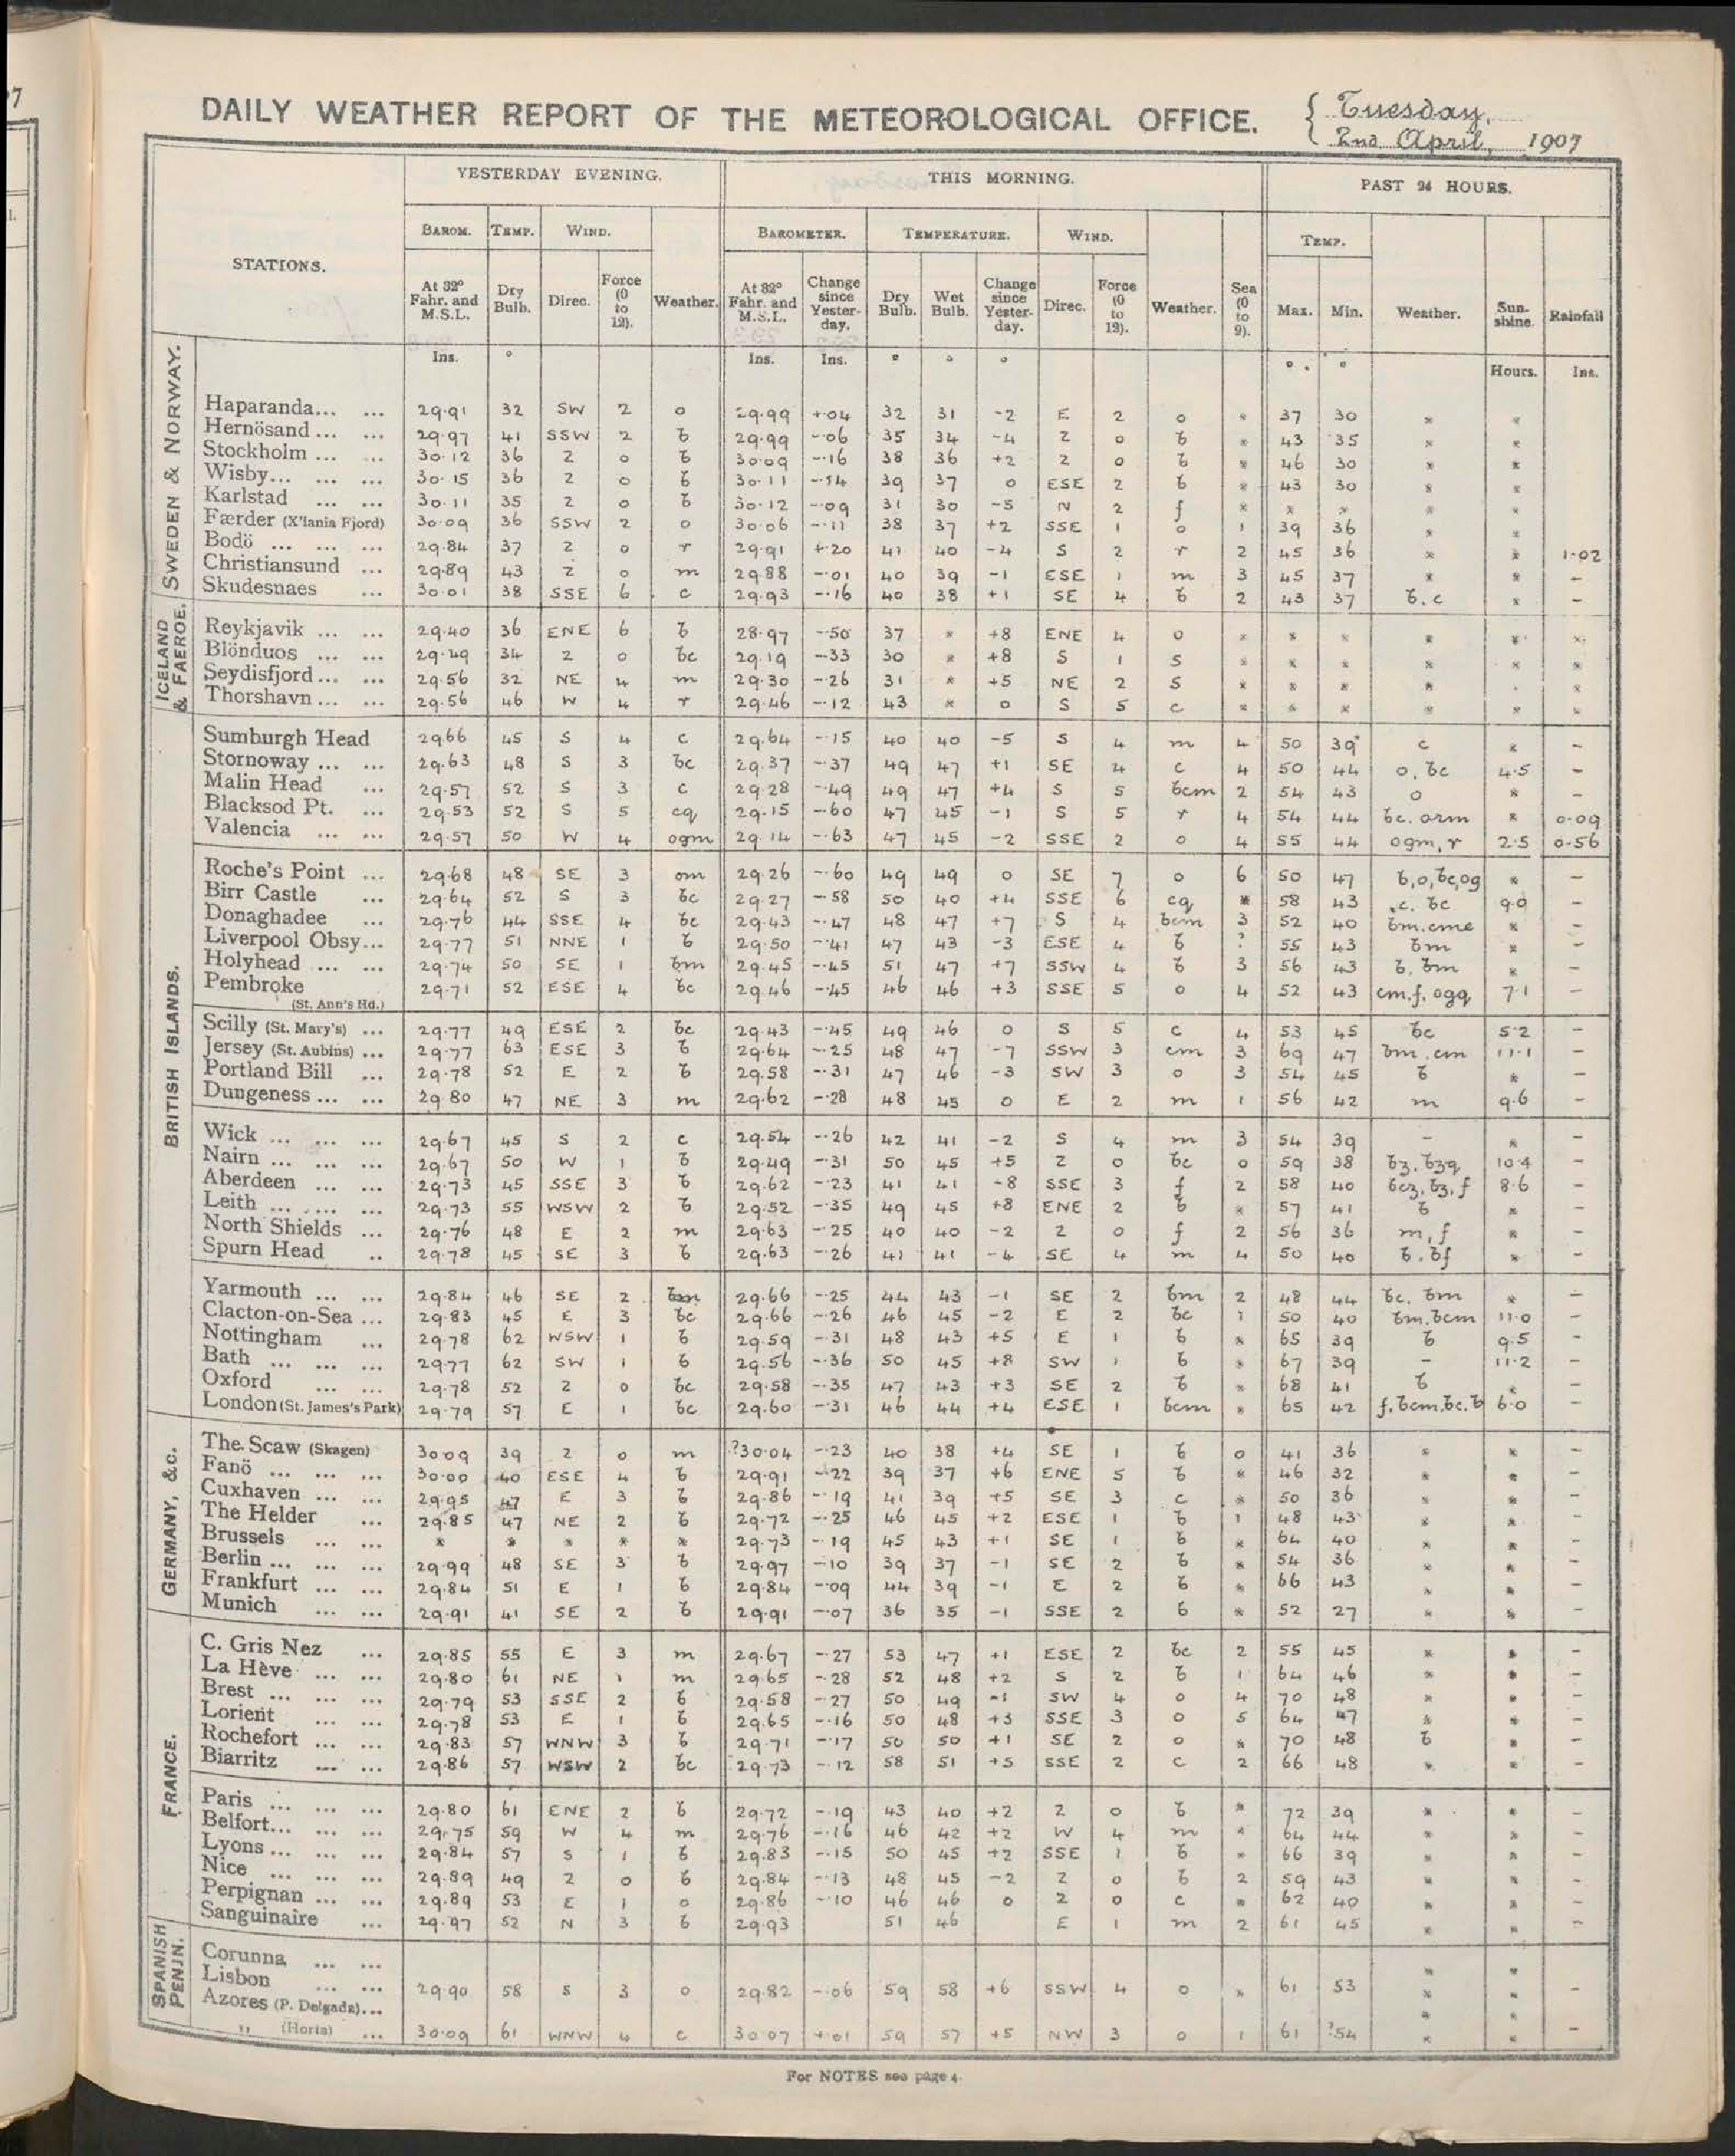 DAILY WEATHER REPORT OF THE METEOROLOGICAL OFFICE. { Tuesday, 2nd April, 1907
YESTERDAY EVENING. THIS MORNING. PAST 24 HOURS.
STATIONS. BAROM. TEMP. WIND. Weather. BAROMETER. TEMPERATURE. WIND. Weather. Sea (0 to 9). TEMP. Weather. Sunshine. Rainfall
At 32° Fahr. and M.S.L. Dry Bulb. Direc. Force (0 to 12). At 32° Fahr. and M.S.L. Change since Yesterday. Dry Bulb. Wet Bulb. Change since Yesterday. Direc. Force (0 to 12). Max. Min.
Ins. ° Ins. Ins. ° ° ° ° ° Hours. Ins.
SWEDEN & NORWAY.
Haparanda... ... 29.91 32 SW 2 o 29.99 +.04 32 31 -2 E 2 o * 37 30 * *
Hernösand ... ... 29.97 41 SSW 2 b 29.99 -.06 35 34 -4 Z 0 b * 43 35 * *
Stockholm ... ... 30.12 36 Z 0 b 30.09 -.16 38 36 +2 Z 0 b * 46 30 * *
Wisby... ... ... 30.15 36 Z 0 b 30.11 -.14 39 37 0 ESE 2 b * 43 30 * *
Karlstad ... ... 30.11 35 Z 0 b 30.12 -.09 31 30 -5 N 2 f * * * * *
Færder (X'iania Fjord) 30.09 36 SSW 2 o 30.06 -.11 38 37 +2 SSE 1 o 1 39 36 * *
Bodö ... ... ... 29.84 37 Z 0 r 29.91 +.20 41 40 -4 S 2 r 2 45 36 * * 1.02
Christiansund ... 29.89 43 Z 0 m 29.88 -.01 40 39 -1 ESE 1 m 3 45 37 * * -
Skudesnaes ... 30.01 38 SSE 6 c 29.93 -.16 40 38 +1 SE 4 b 2 43 37 b.c * -
ICELAND & FAEROE.
Reykjavik ... ... 29.40 36 ENE 6 b 28.97 -.50 37 * +8 ENE 4 o * * * * * *
Blönduos ... ... 29.49 34 Z 0 bc 29.19 -.33 30 * +8 S 1 s * * * * * *
Seydisfjord ... ... 29.56 32 NE 4 m 29.30 -.26 31 * +5 NE 2 s * * * * * *
Thorshavn ... ... 29.56 46 W 4 r 29.46 -.12 43 * 0 S 5 c * * * * * *
BRITISH ISLANDS.
Sumburgh Head 29.66 45 S 4 c 29.64 -.15 40 40 -5 S 4 m 4 50 39 c * -
Stornoway ... ... 29.63 48 S 3 bc 29.37 -.37 49 47 +1 SE 4 c 4 50 44 o, bc 4.5 -
Malin Head ... 29.57 52 S 3 c 29.28 -.49 49 47 +4 S 5 bcm 2 54 43 o * -
Blacksod Pt. ... 29.53 52 S 5 cq 29.15 -.60 47 45 -1 S 5 r 4 54 44 bc. orm * 0.09
Valencia ... ... 29.57 50 W 4 ogm 29.14 -.63 47 45 -2 SSE 2 o 4 55 44 ogm, r 2.5 0.56
Roche's Point ... 29.68 48 SE 3 om 29.26 -.60 49 49 0 SE 7 o 6 50 47 b,o,bc,og * -
Birr Castle ... 29.64 52 S 3 bc 29.27 -.58 50 40 +4 SSE 6 cq * 58 43 c. bc 9.9 -
Donaghadee ... 29.76 44 SSE 4 bc 29.43 -.47 48 47 +7 S 4 bcm 3 52 40 bm.cme * -
Liverpool Obsy... 29.77 51 NNE 1 b 29.50 -.41 47 43 -3 ESE 4 b ? 55 43 bm * -
Holyhead ... ... 29.74 50 SE 1 bm 29.45 -.45 51 47 +7 SSW 4 b 3 56 43 b, bm * -
Pembroke (St. Ann's Hd.) 29.71 52 ESE 4 bc 29.46 -.45 46 46 +3 SSE 5 o 4 52 43 cm.f. ogq 7.1 -
Scilly (St. Mary's) ... 29.77 49 ESE 2 bc 29.43 -.45 49 46 0 S 5 c 4 53 45 bc 5.2 -
Jersey (St. Aubins) ... 29.77 63 ESE 3 b 29.64 -.25 48 47 -7 SSW 3 cm 3 69 47 bm, cm 11.1 -
Portland Bill ... 29.78 52 E 2 b 29.58 -.31 47 46 -3 SW 3 o 3 54 45 b * -
Dungeness ... ... 29.80 47 NE 3 m 29.62 -.28 48 45 0 E 2 m 1 56 42 m 9.6 -
Wick ... ... ... 29.67 45 S 2 c 29.54 -.26 42 41 -2 S 4 m 3 54 39 - * -
Nairn ... ... ... 29.67 50 W 1 b 29.49 -.31 50 45 +5 Z 0 bc 0 59 38 bz, bzq 10.4 -
Aberdeen ... ... 29.73 45 SSE 3 b 29.62 -.23 41 41 -8 SSE 3 f 2 58 40 bcz, bz, f 8.6 -
Leith ... ... ... 29.73 55 WSW 2 b 29.52 -.35 49 45 +8 ENE 2 b * 57 41 b * -
North Shields ... 29.76 48 E 2 m 29.63 -.25 40 40 -2 Z 0 f 2 56 36 m, f * -
Spurn Head .. 29.78 45 SE 3 b 29.63 -.26 41 41 -4 SE 4 m 4 50 40 b. bf * -
Yarmouth ... ... 29.84 46 SE 2 29.66 -.25 44 43 -1 SE 2 bm 2 48 44 bc. bm * -
Clacton-on-Sea ... 29.83 45 E 3 bc 29.66 -.26 46 45 -2 E 2 bc 1 50 40 bm, bcm 11.0 -
Nottingham ... 29.78 62 WSW 1 b 29.59 -.31 48 43 +5 E 1 b * 65 39 b 9.5 -
Bath ... ... ... 29.77 62 SW 1 b 29.56 -.36 50 45 +8 SW 1 b * 67 39 - 11.2 -
Oxford ... ... 29.78 52 Z 0 bc 29.58 -.35 47 43 +3 SE 2 b * 68 41 b * -
London (St. James's Park) 29.79 57 E 1 bc 29.60 -.31 46 44 +4 ESE 1 bcm * 65 42 f, bcm, bc. b 6.0 -
GERMANY, &c.
The Scaw (Skagen) 30.09 39 Z 0 m ?30.04 -.23 40 38 +4 SE 1 b 0 41 36 * * -
Fanö ... ... ... 30.00 40 ESE 4 b 29.91 -.22 39 37 +6 ENE 5 b * 46 32 * * -
Cuxhaven ... ... 29.95 47 E 3 b 29.86 -.19 41 39 +5 SE 3 c * 50 36 * * -
The Helder ... 29.85 47 NE 2 b 29.72 -.25 46 45 +2 ESE 1 b 1 48 43 * * -
Brussels ... ... * * * * * 29.73 -.19 45 43 +1 SE 1 b * 64 40 * * -
Berlin ... ... ... 29.99 48 SE 3 b 29.97 -.10 39 37 -1 SE 2 b * 54 36 * * -
Frankfurt ... ... 29.84 51 E 1 b 29.84 -.09 44 39 -1 E 2 b * 66 43 * * -
Munich ... ... 29.91 41 SE 2 b 29.91 -.07 36 35 -1 SSE 2 b * 52 27 * * -
FRANCE.
C. Gris Nez ... 29.85 55 E 3 m 29.67 -.27 53 47 +1 ESE 2 bc 2 55 45 * * -
La Hève ... ... 29.80 61 NE 1 m 29.65 -.28 52 48 +2 S 2 b 1 64 46 * * -
Brest ... ... ... 29.79 53 SSE 2 b 29.58 -.27 50 49 -1 SW 4 o 4 70 48 * * -
Lorient ... ... 29.78 53 E 1 b 29.65 -.16 50 48 +3 SSE 3 o 5 64 47 * * -
Rochefort ... ... 29.83 57 WNW 3 b 29.71 -.17 50 50 +1 SE 2 o * 70 48 b * -
Biarritz ... ... 29.86 57 WSW 2 bc 29.73 -.12 58 51 +5 SSE 2 c 2 66 48 * * -
Paris ... ... ... 29.80 61 ENE 2 b 29.72 -.19 43 40 +2 Z 0 b * 72 39 * * -
Belfort... ... ... 29.75 59 W 4 m 29.76 -.16 46 42 +2 W 4 m * 64 44 * * -
Lyons ... ... ... 29.84 57 S 1 b 29.83 -.15 50 45 +2 SSE 1 b * 66 39 * * -
Nice ... ... ... 29.89 49 Z 0 b 29.84 -.13 48 45 -2 Z 0 b 2 59 43 * * -
Perpignan ... ... 29.89 53 E 1 o 29.86 -.10 46 46 0 Z 0 c * 62 40 * * -
Sanguinaire ... 29.97 52 N 3 b 29.93 51 46 E 1 m 2 61 45 * * -
SPANISH PENIN.
Corunna ... ... * *
Lisbon ... ... 29.90 58 S 3 o 29.82 -.06 59 58 +6 SSW 4 o * 61 53 * * -
Azores (P. Delgada)... * *
,, (Horta) ... 30.09 61 WNW 4 c 30.07 +.01 59 57 +5 NW 3 o 1 61 ?54 * * -
For NOTES see page 4.